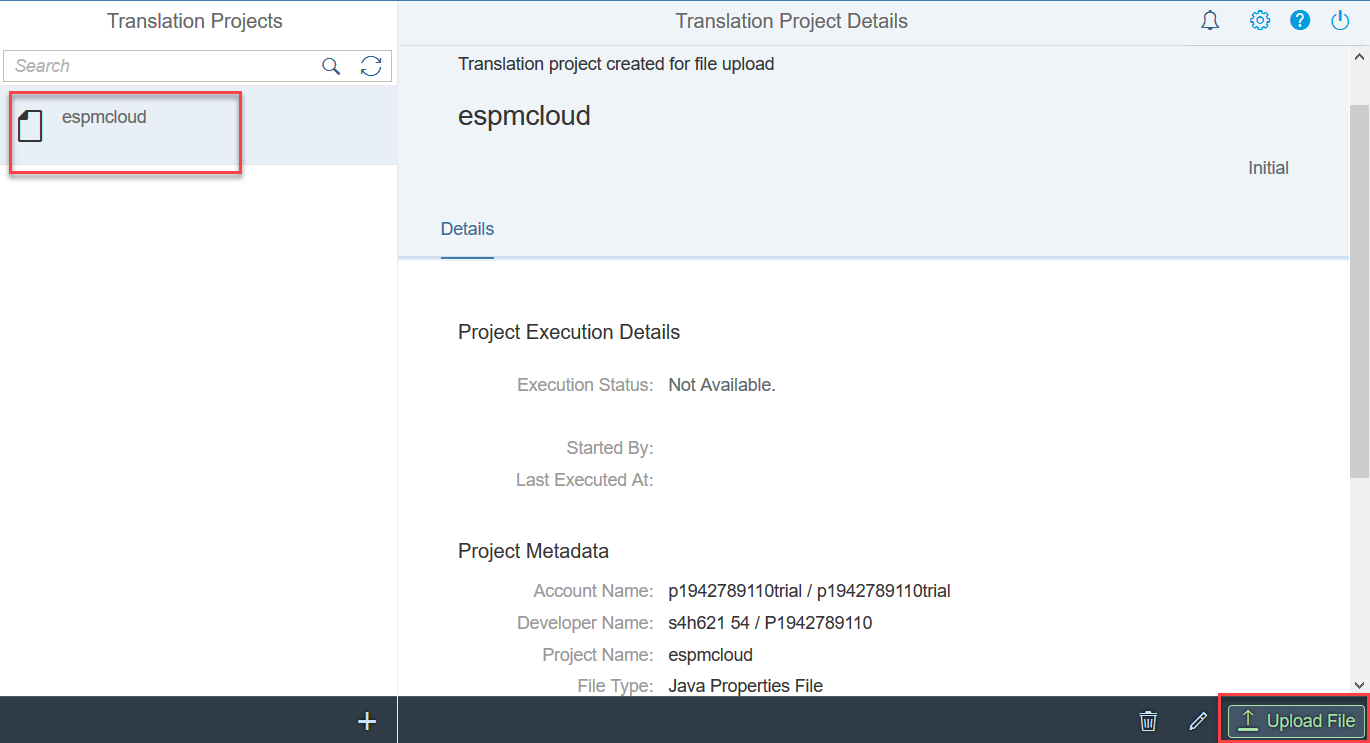 Translation Projects
Search
espmcloud
Translation Project Details
?
Translation project created for file upload
espmcloud
Initial
Details
Project Execution Details
Execution Status: Not Available.
Started By:
Last Executed At:
Project Metadata
Account Name: p1942789110trial / p1942789110trial
Developer Name: s4h621 54 / P1942789110
Project Name: espmcloud
File Type: Java Properties File
+
Upload File